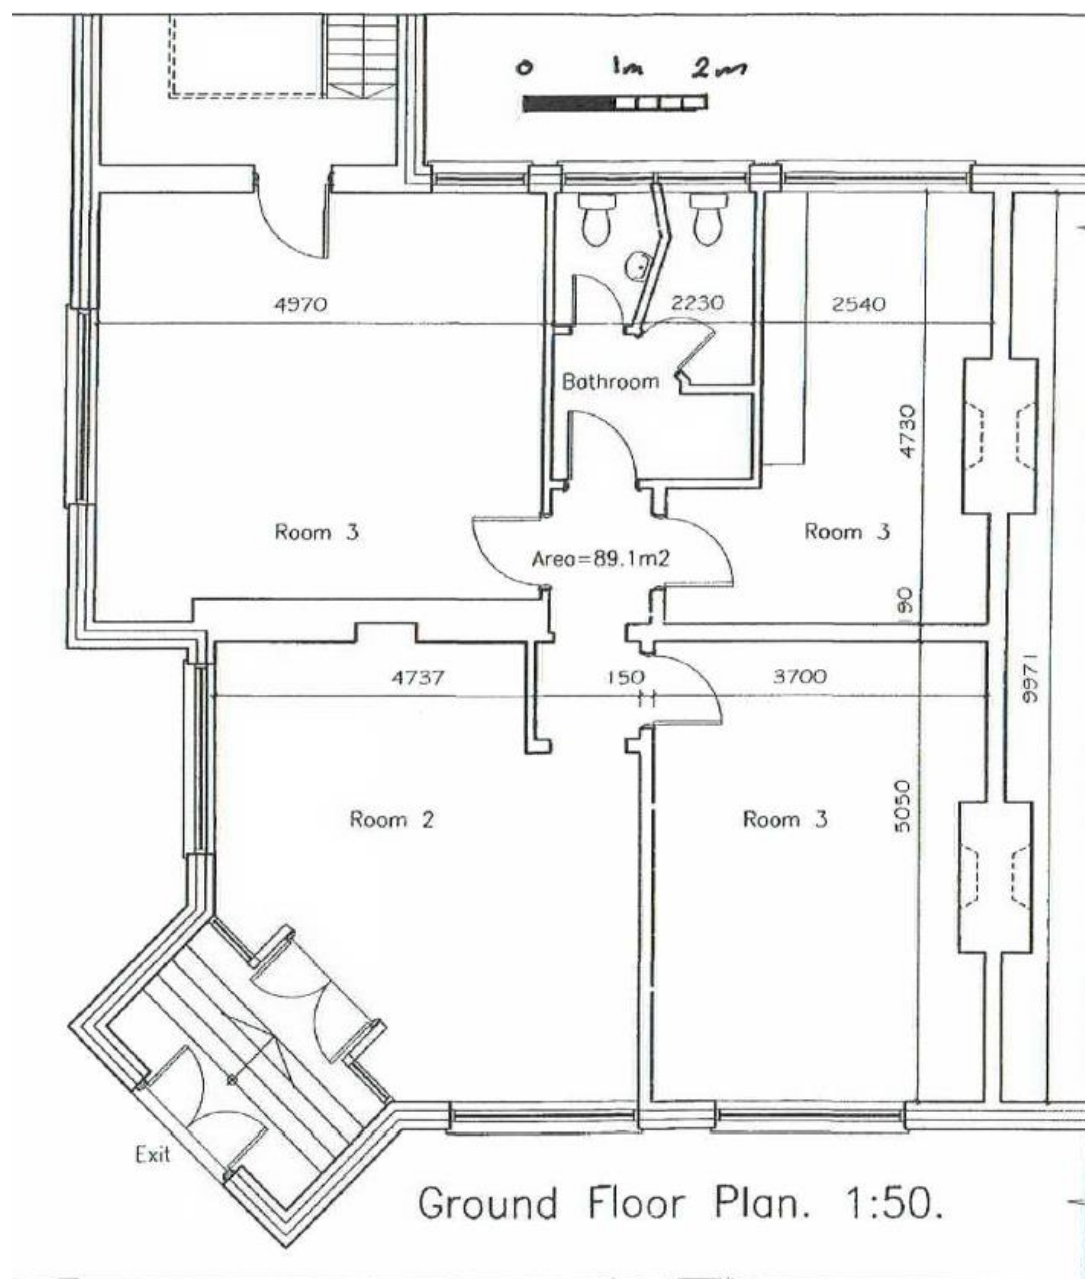 0 1m 2m
4970 2230 2540
Bathroom
4730
Room 3
Room 3
Area=89.1m2
190
4737 150 3700
9971
Room 2
Room 3
5050
Exit
Ground Floor Plan. 1:50.